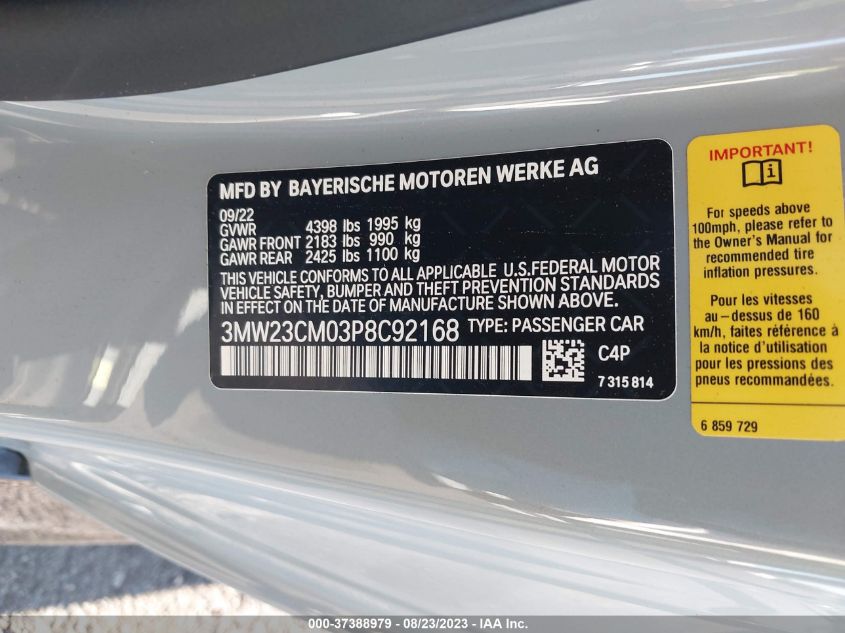 MFD BY BAYERISCHE MOTOREN WERKE AG
09/22
GVWR 4398 lbs 1995 kg
GAWR FRONT 2183 lbs 990 kg
GAWR REAR 2425 lbs 1100 kg
THIS VEHICLE CONFORMS TO ALL APPLICABLE U.S.FEDERAL MOTOR
VEHICLE SAFETY, BUMPER AND THEFT PREVENTION STANDARDS
IN EFFECT ON THE DATE OF MANUFACTURE SHOWN ABOVE.
3MW23CM03P8C92168 TYPE: PASSENGER CAR
C4P
7 315 814
IMPORTANT!
i
For speeds above
100mph, please refer to
the Owner's Manual for
recommended tire
inflation pressures.
Pour les vitesses
au-dessus de 160
km/h, faites référence à
la notice d'utilisation
pour les pressions des
pneus recommandées.
6 859 729
000-37388979 / 08/23/2023 - IAA Inc.